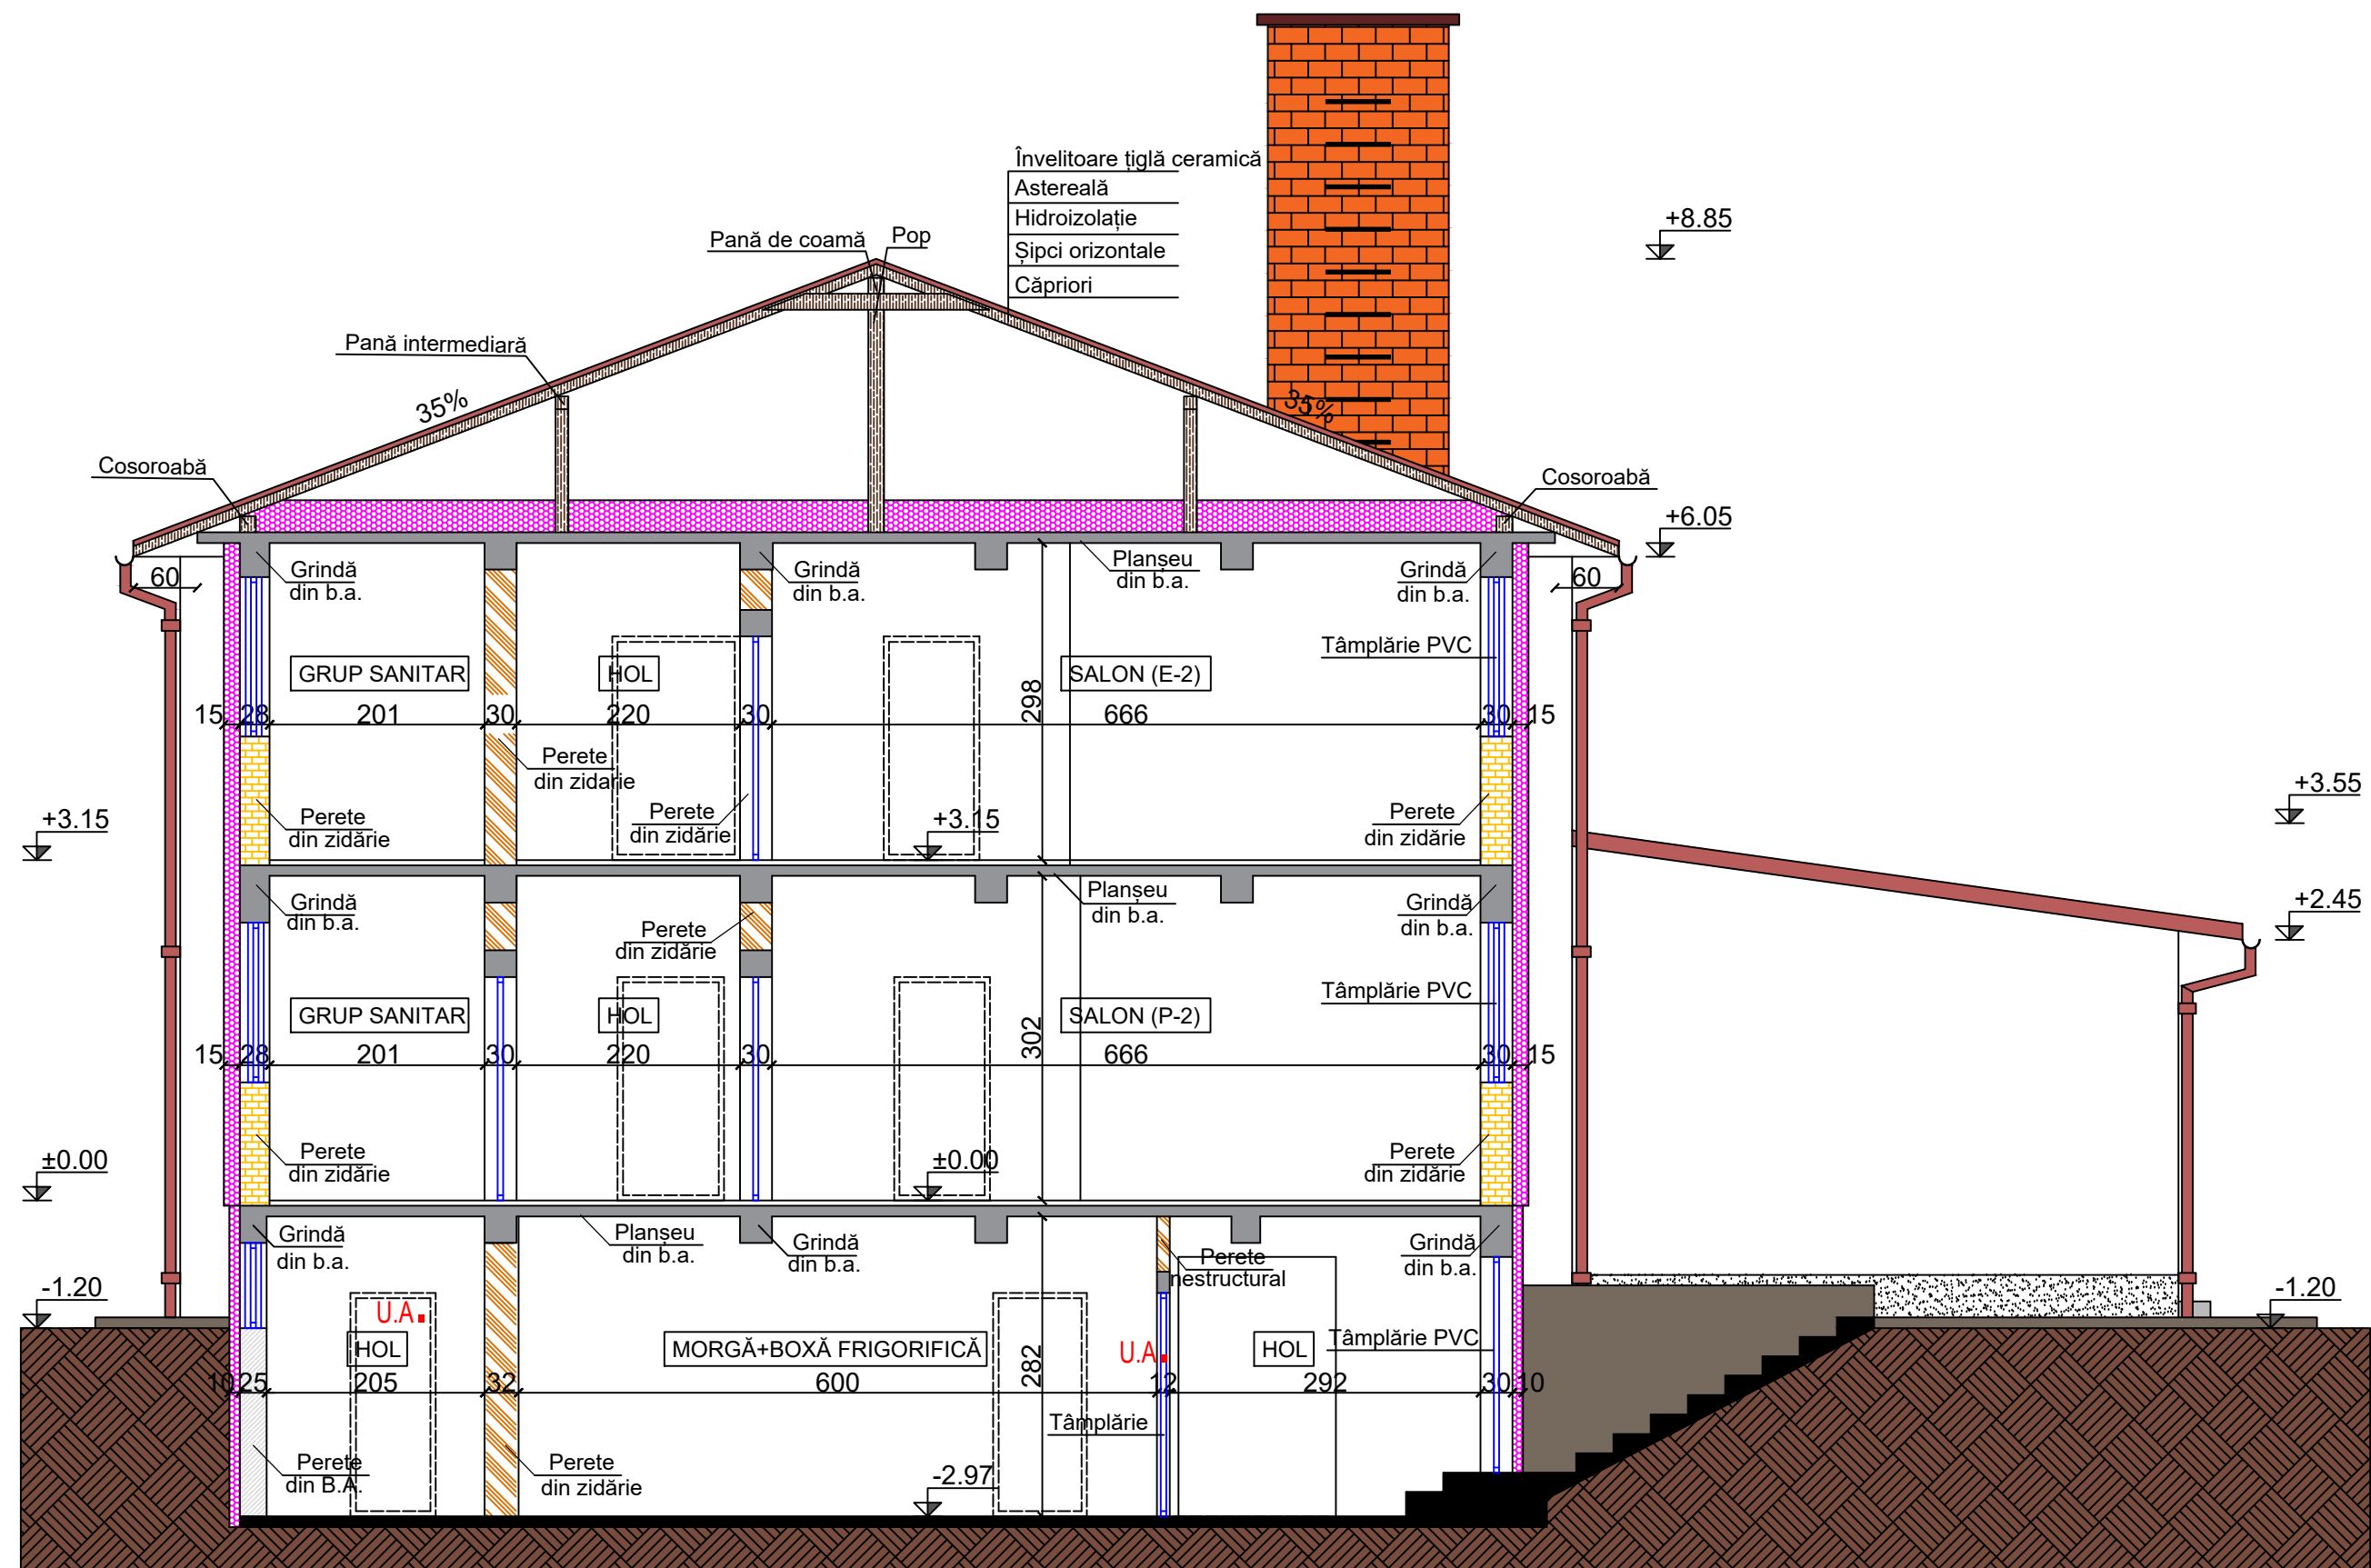 Învelitoare țiglă ceramică
Astereală
Hidroizolație
Șipci orizontale
Căpriori
+8.85
Pană de coamă
Pop
Pană intermediară
35%
35%
Cosoroabă
Cosoroabă
+6.05
60
Grindă
din b.a.
Grindă
din b.a.
Planșeu
din b.a.
Grindă
din b.a.
60
Tâmplărie PVC
GRUP SANITAR
HOL
SALON (E-2)
298
15
28
201
30
220
30
666
30
15
Perete
din zidărie
Perete
din zidărie
Perete
din zidărie
Perete
din zidărie
+3.15
+3.15
+3.55
Grindă
din b.a.
Perete
din zidărie
Planșeu
din b.a.
Grindă
din b.a.
+2.45
Tâmplărie PVC
GRUP SANITAR
HOL
SALON (P-2)
302
15
28
201
30
220
30
666
30
15
Perete
din zidărie
Perete
din zidărie
±0.00
±0.00
Grindă
din b.a.
Planșeu
din b.a.
Grindă
din b.a.
Perete
nestructural
Grindă
din b.a.
-1.20
-1.20
U.A.
U.A.
HOL
MORGĂ+BOXĂ FRIGORIFICĂ
HOL
Tâmplărie PVC
282
10
25
205
32
600
12
292
30
10
Tâmplărie
Perete
din B.A.
Perete
din zidărie
-2.97